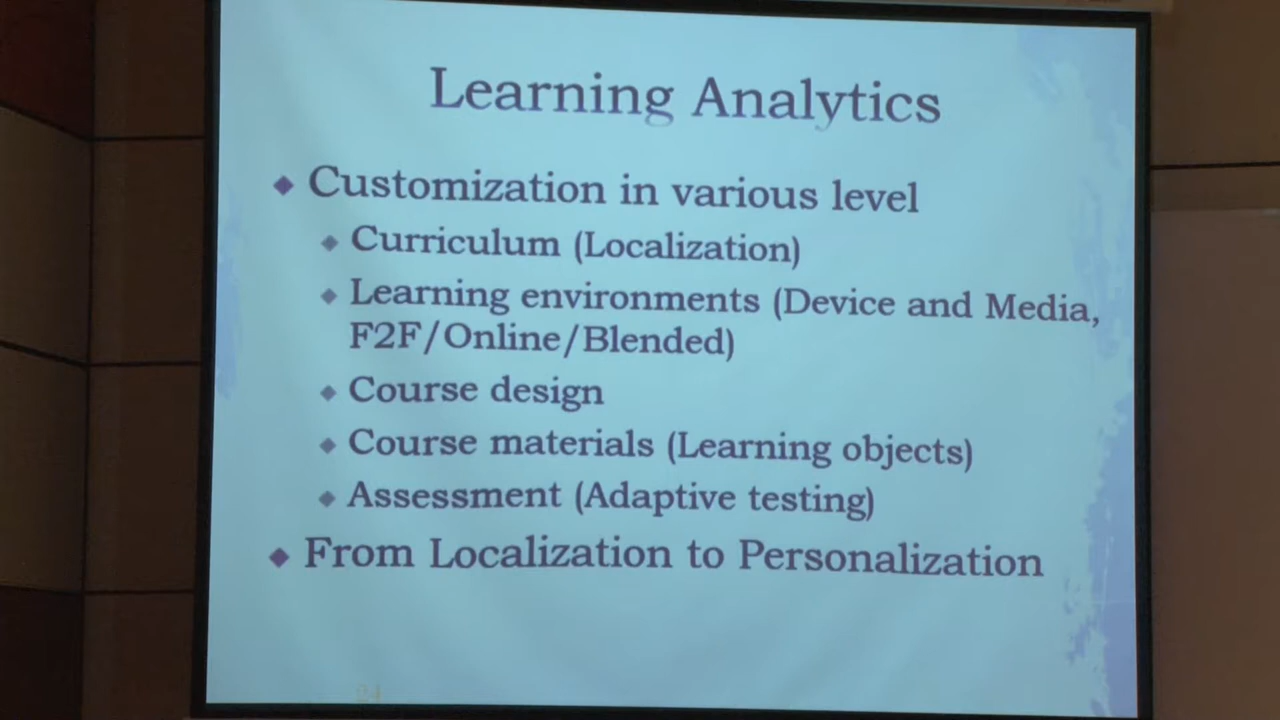 Learning Analytics
Customization in various level
Curriculum (Localization)
Learning environments (Device and Media,
F2F/Online/Blended)
Course design
Course materials (Learning objects)
Assessment (Adaptive testing)
From Localization to Personalization